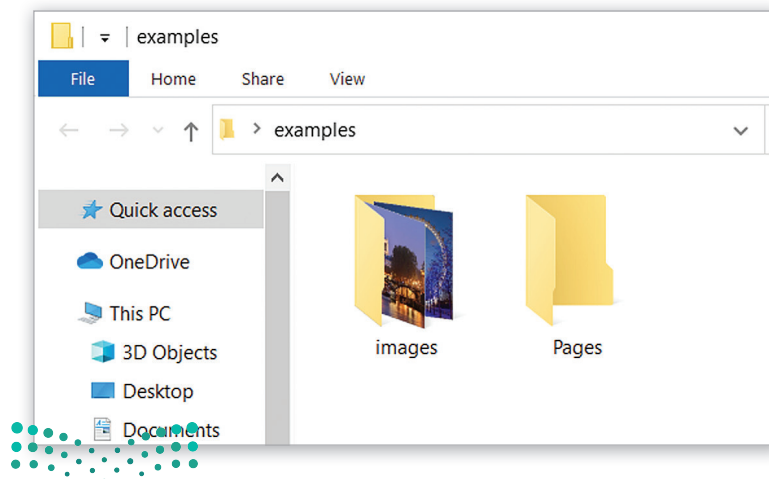 examples
File Home Share View
examples
Quick access
OneDrive
This PC
3D Objects
Desktop
Documents
images
Pages